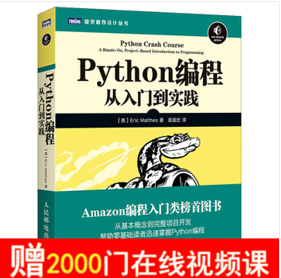 TURING
图灵程序设计丛书
Python Crash Course
A Hands-On, Project-Based Introduction to Programming
Python编程
从入门到实践
[美] Eric Matthes 著
袁国忠 译
Amazon编程入门类榜首图书
从基本概念到完整项目开发
帮助零基础读者迅速掌握Python编程
Python编程
从入门到实践
人民邮电出版社
赠2000门在线视频课